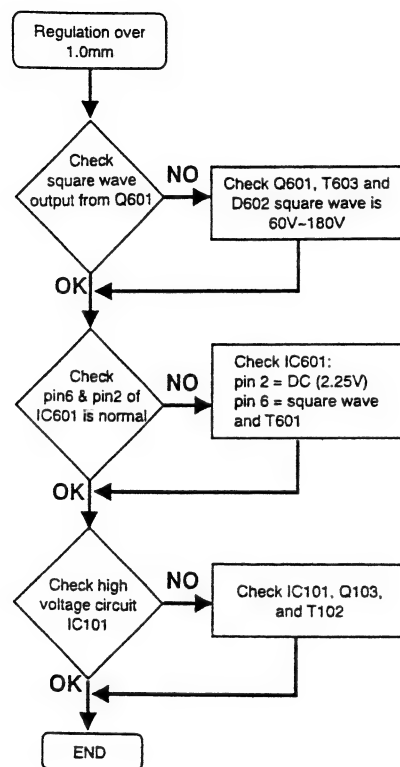 Regulation over
1.0mm
Check
square wave
output from Q601
NO
Check Q601, T603 and
D602 square wave is
60V~180V
OK
Check
pin6 & pin2 of
IC601 is normal
NO
Check IC601:
pin 2 = DC (2.25V)
pin 6 = square wave
and T601
OK
Check high
voltage circuit
IC101
NO
Check IC101, Q103,
and T102
OK
END